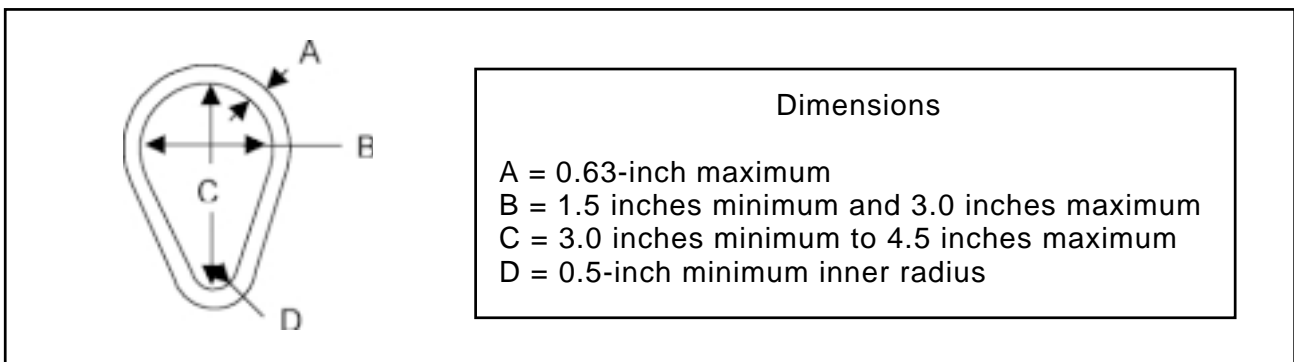 A
B
C
D
Dimensions
A = 0.63-inch maximum
B = 1.5 inches minimum and 3.0 inches maximum
C = 3.0 inches minimum to 4.5 inches maximum
D = 0.5-inch minimum inner radius